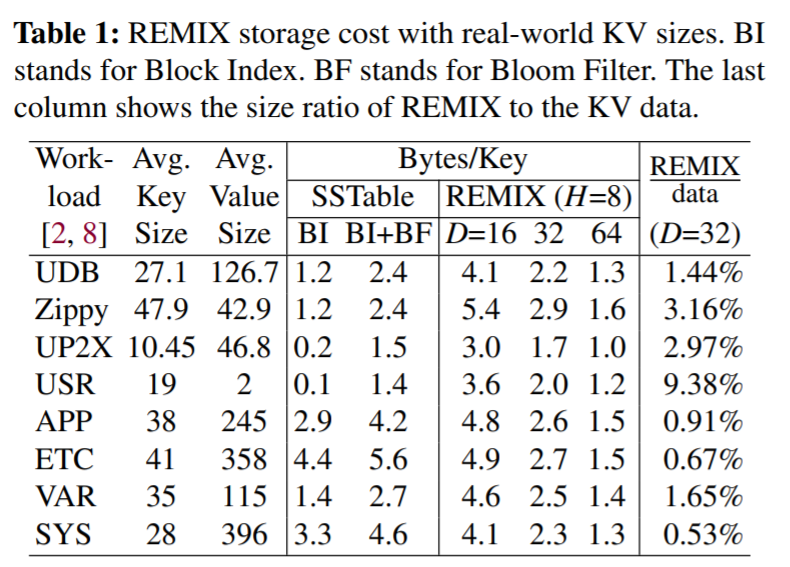 Table 1: REMIX storage cost with real-world KV sizes. BI
stands for Block Index. BF stands for Bloom Filter. The last
column shows the size ratio of REMIX to the KV data.
Work- Avg. Avg. Bytes/Key REMIX
load Key Value SSTable REMIX (H=8) data
[2, 8] Size Size BI BI+BF D=16 32 64 (D=32)
UDB 27.1 126.7 1.2 2.4 4.1 2.2 1.3 1.44%
Zippy 47.9 42.9 1.2 2.4 5.4 2.9 1.6 3.16%
UP2X 10.45 46.8 0.2 1.5 3.0 1.7 1.0 2.97%
USR 19 2 0.1 1.4 3.6 2.0 1.2 9.38%
APP 38 245 2.9 4.2 4.8 2.6 1.5 0.91%
ETC 41 358 4.4 5.6 4.9 2.7 1.5 0.67%
VAR 35 115 1.4 2.7 4.6 2.5 1.4 1.65%
SYS 28 396 3.3 4.6 4.1 2.3 1.3 0.53%